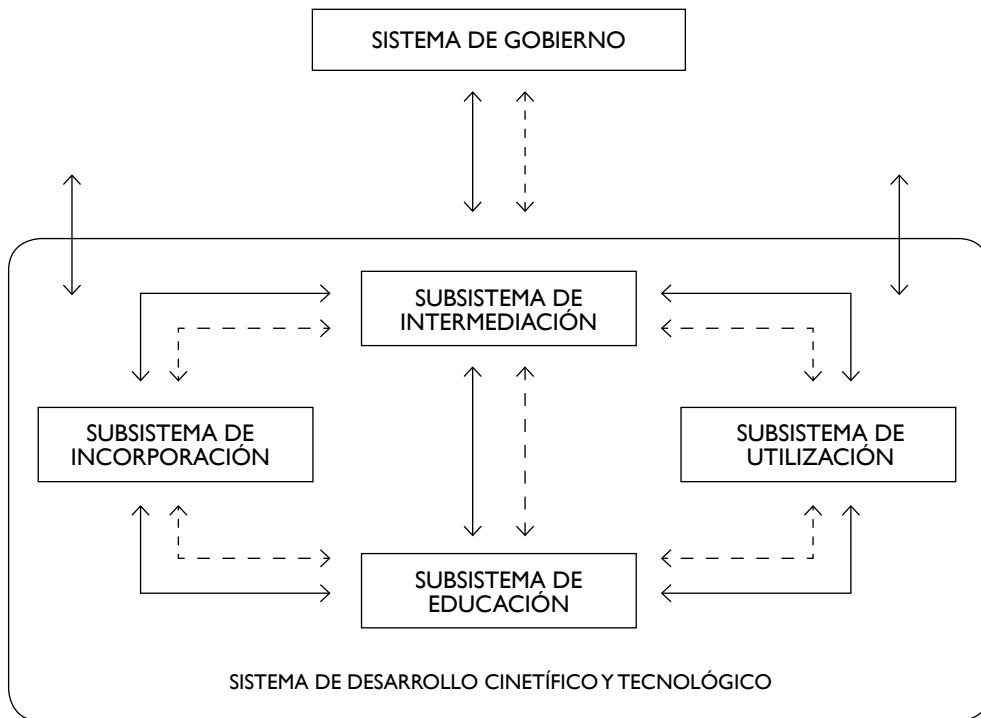 SISTEMA DE GOBIERNO
SUBSISTEMA DE
INTERMEDIACIÓN
SUBSISTEMA DE
INCORPORACIÓN
SUBSISTEMA DE
UTILIZACIÓN
SUBSISTEMA DE
EDUCACIÓN
SISTEMA DE DESARROLLO CINETÍFICO Y TECNOLÓGICO